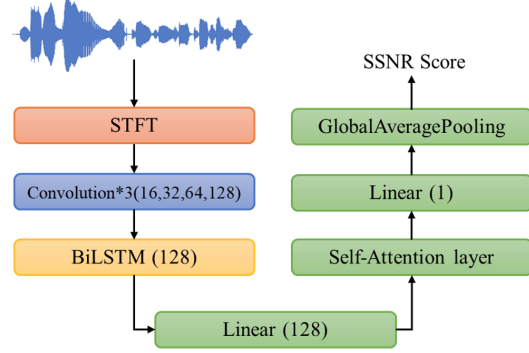 SSNR Score
STFT
GlobalAveragePooling
Convolution*3(16,32,64,128)
Linear (1)
BiLSTM (128)
Self-Attention layer
Linear (128)